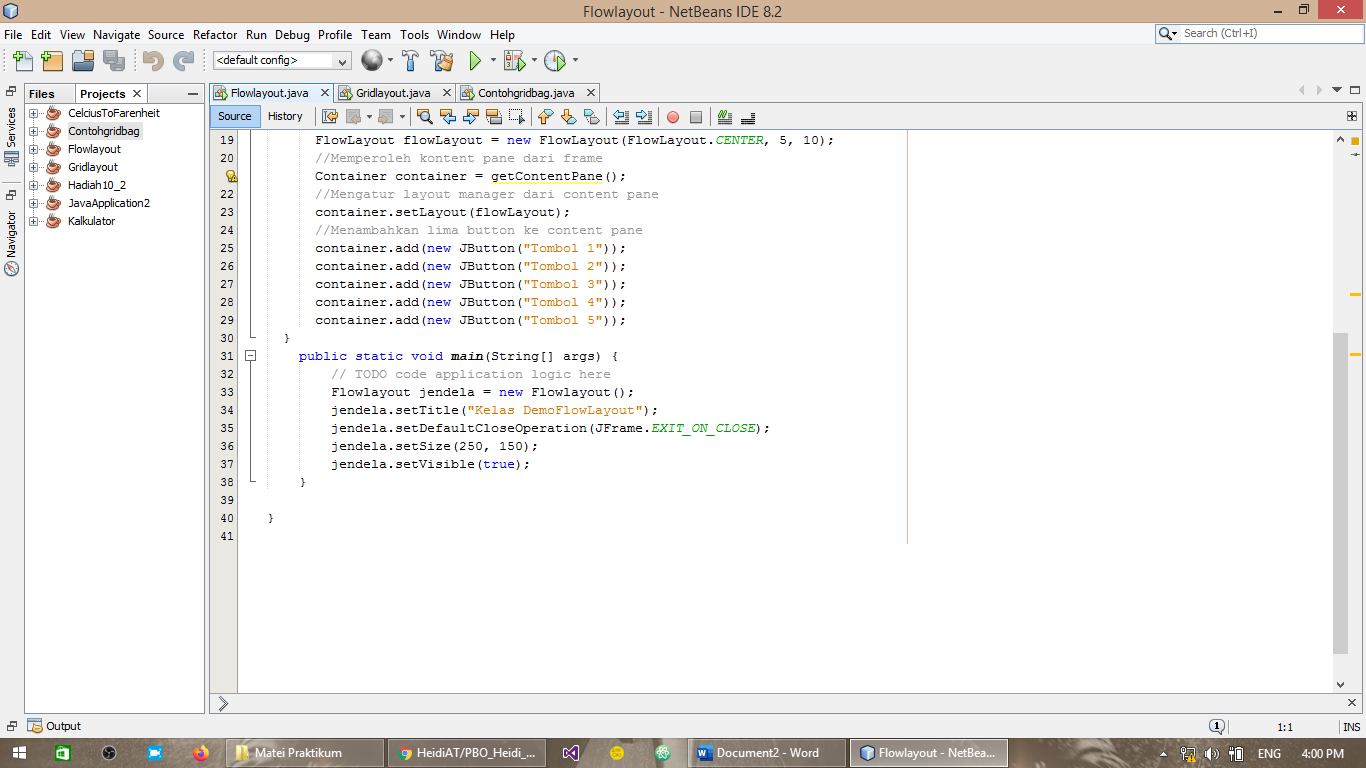 Flowlayout - NetBeans IDE 8.2
File Edit View Navigate Source Refactor Run Debug Profile Team Tools Window Help
Search (Ctrl+I)
<default config>
Files Projects
Flowlayout.java Gridlayout.java Contohgridbag.java
Services
Navigator
CelciusToFarenheit
Contohgridbag
Flowlayout
Gridlayout
Hadiah10_2
JavaApplication2
Kalkulator
Source History
19 FlowLayout flowLayout = new FlowLayout(FlowLayout.CENTER, 5, 10);
20 //Memperoleh kontent pane dari frame
Container container = getContentPane();
22 //Mengatur layout manager dari content pane
23 container.setLayout(flowLayout);
24 //Menambahkan lima button ke content pane
25 container.add(new JButton("Tombol 1"));
26 container.add(new JButton("Tombol 2"));
27 container.add(new JButton("Tombol 3"));
28 container.add(new JButton("Tombol 4"));
29 container.add(new JButton("Tombol 5"));
30 }
31 public static void main(String[] args) {
32 // TODO code application logic here
33 Flowlayout jendela = new Flowlayout();
34 jendela.setTitle("Kelas DemoFlowLayout");
35 jendela.setDefaultCloseOperation(JFrame.EXIT_ON_CLOSE);
36 jendela.setSize(250, 150);
37 jendela.setVisible(true);
38 }
39
40 }
41
Output
1 1:1 INS
Matei Praktikum HeidiAT/PBO_Heidi_... Document2 - Word Flowlayout - NetBea... ENG 4:00 PM